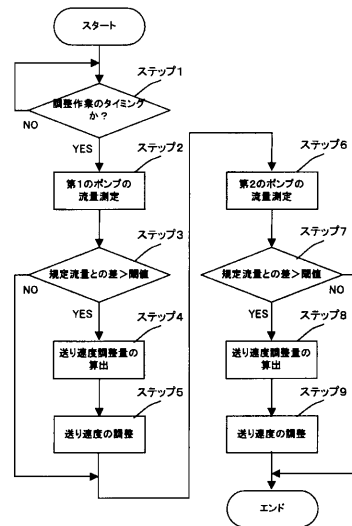 スタート
ステップ1
調整作業のタイミング
か？
NO
YES
ステップ2
第1のポンプの
流量測定
ステップ3
規定流量との差＞閾値
NO
YES
ステップ4
送り速度調整量の
算出
ステップ5
送り速度の調整
ステップ6
第2のポンプの
流量測定
ステップ7
規定流量との差＞閾値
YES
NO
ステップ8
送り速度調整量の
算出
ステップ9
送り速度の調整
エンド